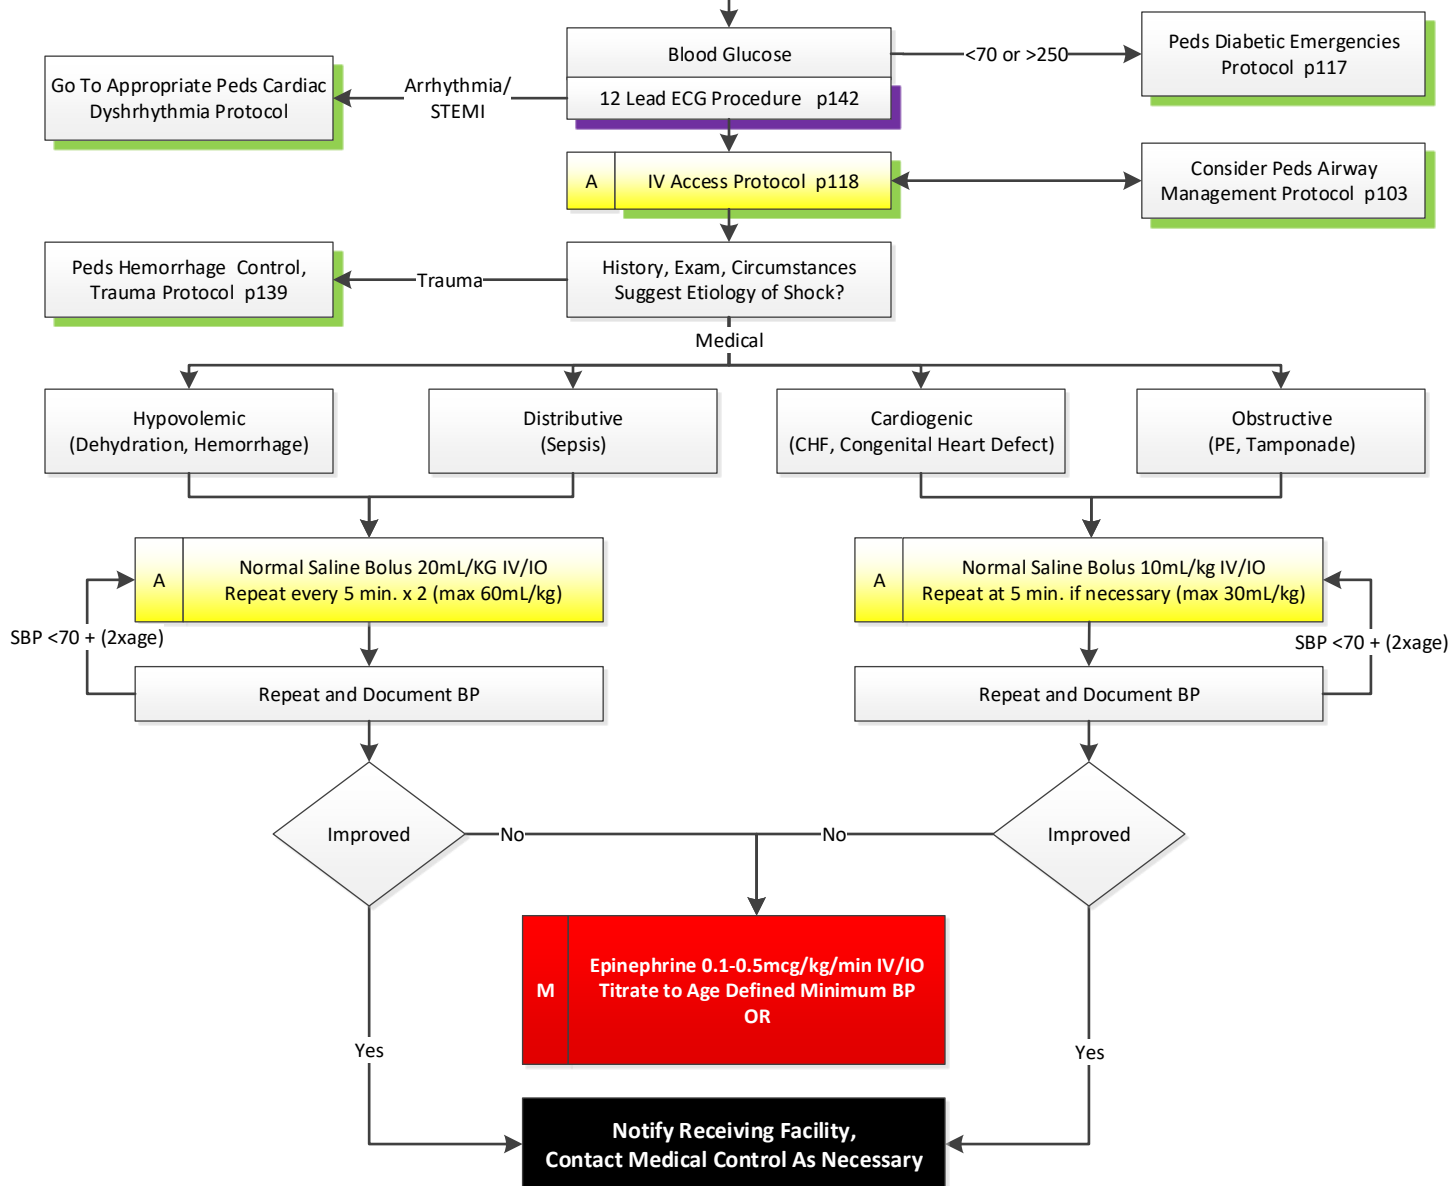 Blood Glucose
<70 or >250
Peds Diabetic Emergencies
Protocol p117
Go To Appropriate Peds Cardiac
Dyshrhythmia Protocol
Arrhythmia/
STEMI
12 Lead ECG Procedure p142
A
IV Access Protocol p118
Consider Peds Airway
Management Protocol p103
Peds Hemorrhage Control,
Trauma Protocol p139
Trauma
History, Exam, Circumstances
Suggest Etiology of Shock?
Medical
Hypovolemic
(Dehydration, Hemorrhage)
Distributive
(Sepsis)
Cardiogenic
(CHF, Congenital Heart Defect)
Obstructive
(PE, Tamponade)
A
Normal Saline Bolus 20mL/KG IV/IO
Repeat every 5 min. x 2 (max 60mL/kg)
A
Normal Saline Bolus 10mL/kg IV/IO
Repeat at 5 min. if necessary (max 30mL/kg)
SBP <70 + (2xage)
SBP <70 + (2xage)
Repeat and Document BP
Repeat and Document BP
Improved
No
No
Improved
M
Epinephrine 0.1-0.5mcg/kg/min IV/IO
Titrate to Age Defined Minimum BP
OR
Yes
Yes
Notify Receiving Facility,
Contact Medical Control As Necessary